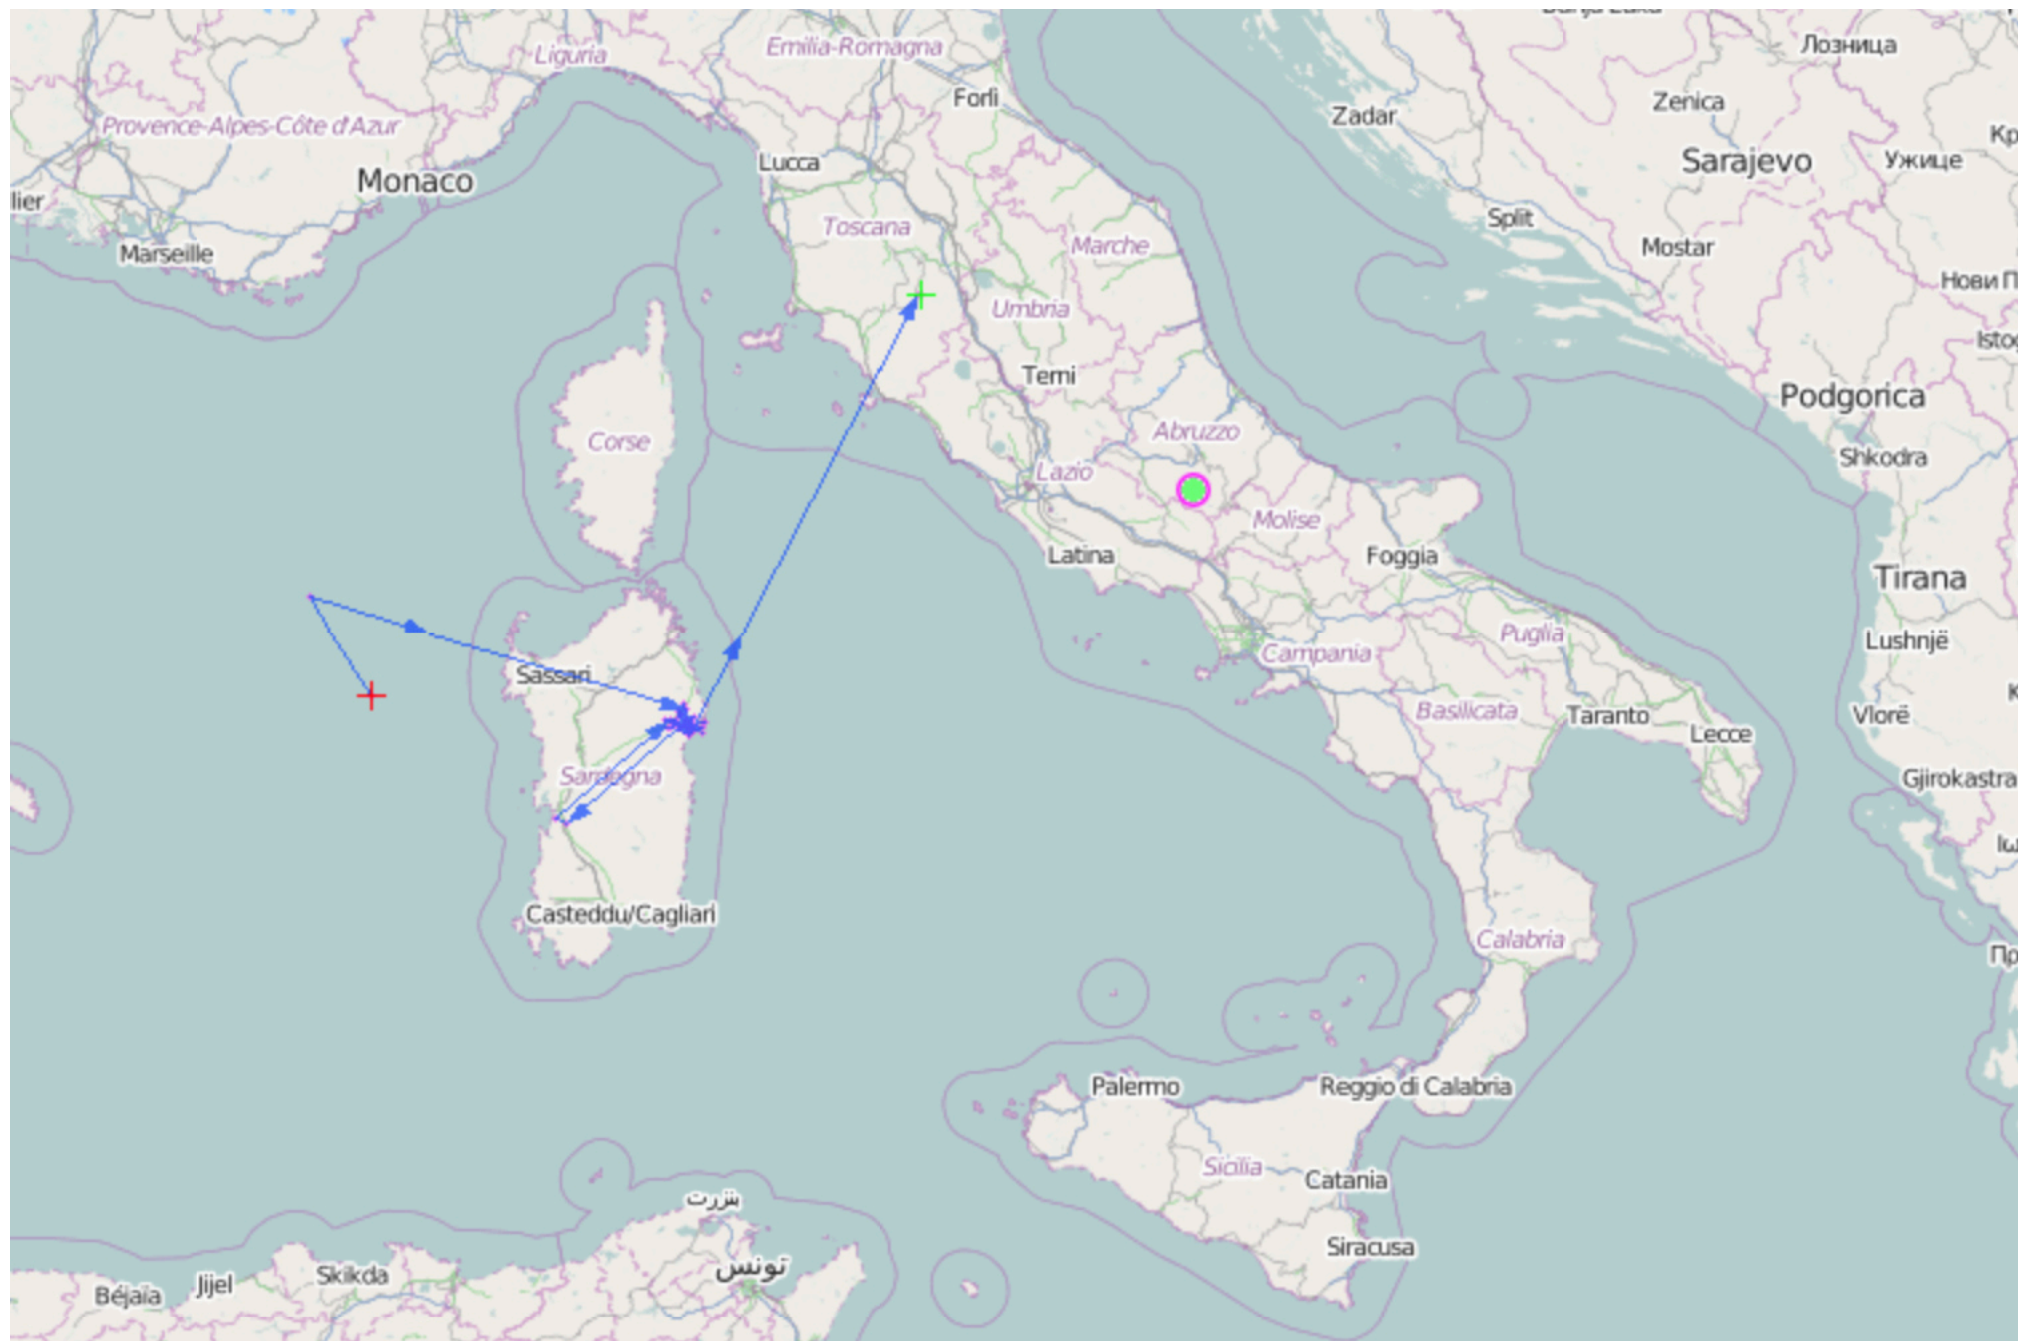 Лозница
Liguria
Emilia-Romagna
Forlì
Zadar
Zenica
Provence-Alpes-Côte d'Azur
Lucca
Sarajevo
Ужице
Monaco
lier
Toscana
Split
Marseille
Marche
Mostar
Нови П
Umbria
Terni
Podgorica
Corse
Abruzzo
Shkodra
Lazio
Molise
Latina
Foggia
Tirana
Puglia
Lushnjë
Campania
Sassari
Basilicata
Taranto
Vlorë
Lecce
Sardegna
Gjirokastra
Casteddu/Cagliari
Calabria
Palermo
Reggio di Calabria
Sicilia
Catania
بنزرت
Siracusa
تونس
Skikda
Jijel
Béjaïa